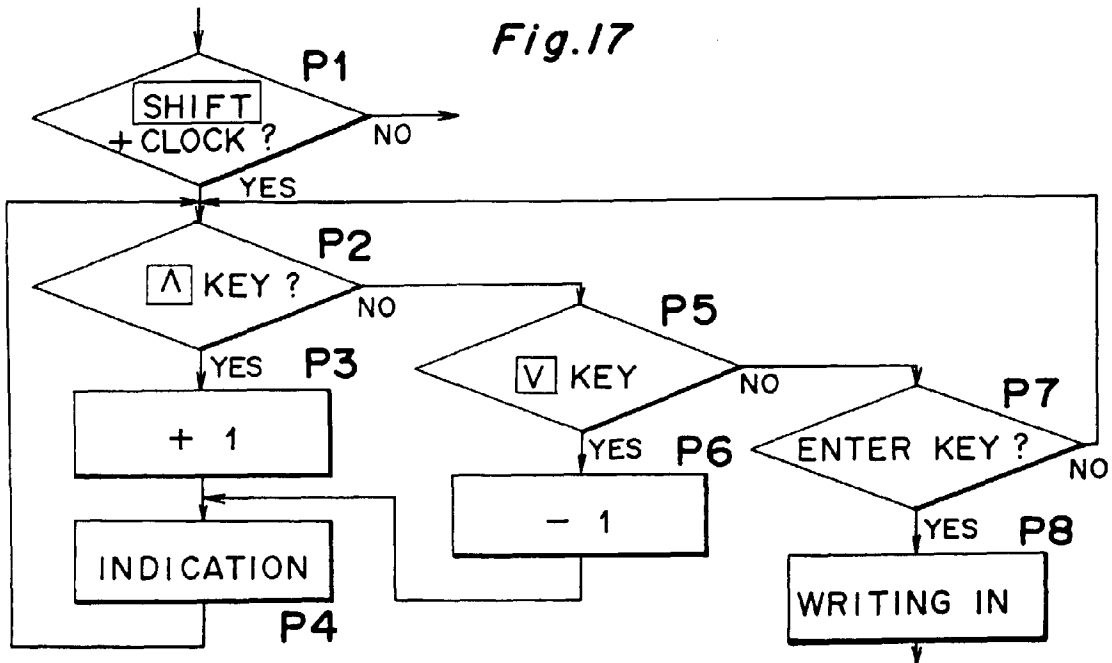 Fig.17
P1
SHIFT
+ CLOCK ?
NO
YES
P2
Λ KEY ?
NO
YES
P3
+ 1
INDICATION
P4
P5
V KEY
NO
YES
P6
− 1
P7
ENTER KEY ?
NO
YES
P8
WRITING IN